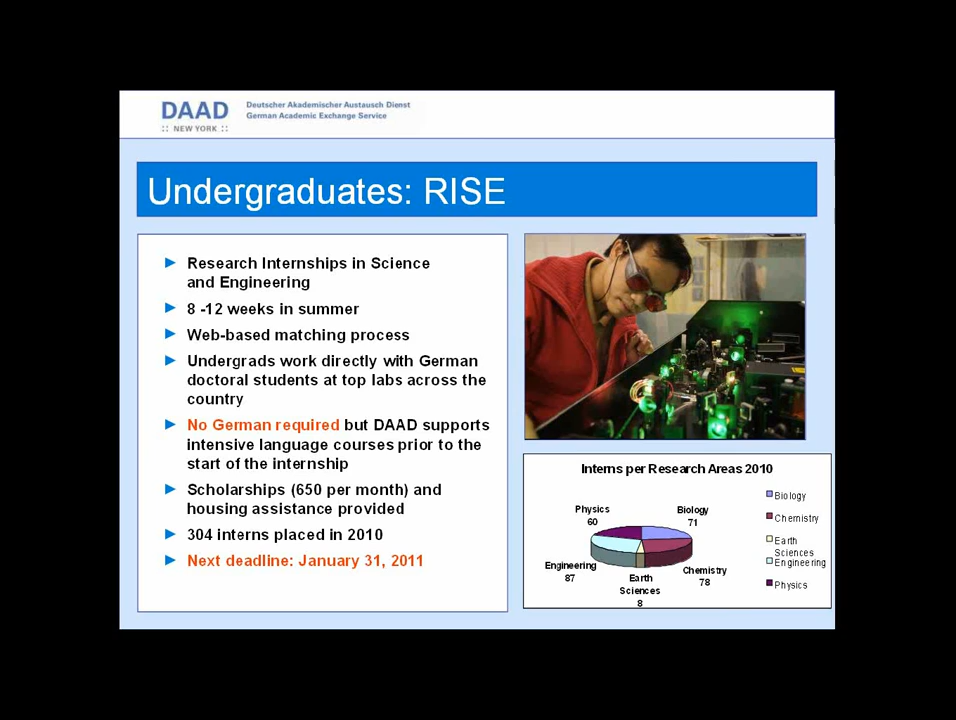 DAAD
:: NEW YORK ::
Deutscher Akademischer Austausch Dienst
German Academic Exchange Service
Undergraduates: RISE
Research Internships in Science
and Engineering
8 -12 weeks in summer
Web-based matching process
Undergrads work directly with German
doctoral students at top labs across the
country
No German required but DAAD supports
intensive language courses prior to the
start of the internship
Scholarships (650 per month) and
housing assistance provided
304 interns placed in 2010
Next deadline: January 31, 2011
Interns per Research Areas 2010
Physics
60
Biology
71
Engineering
87
Earth
Sciences
8
Chemistry
78
Biology
Chemistry
Earth
Sciences
Engineering
Physics